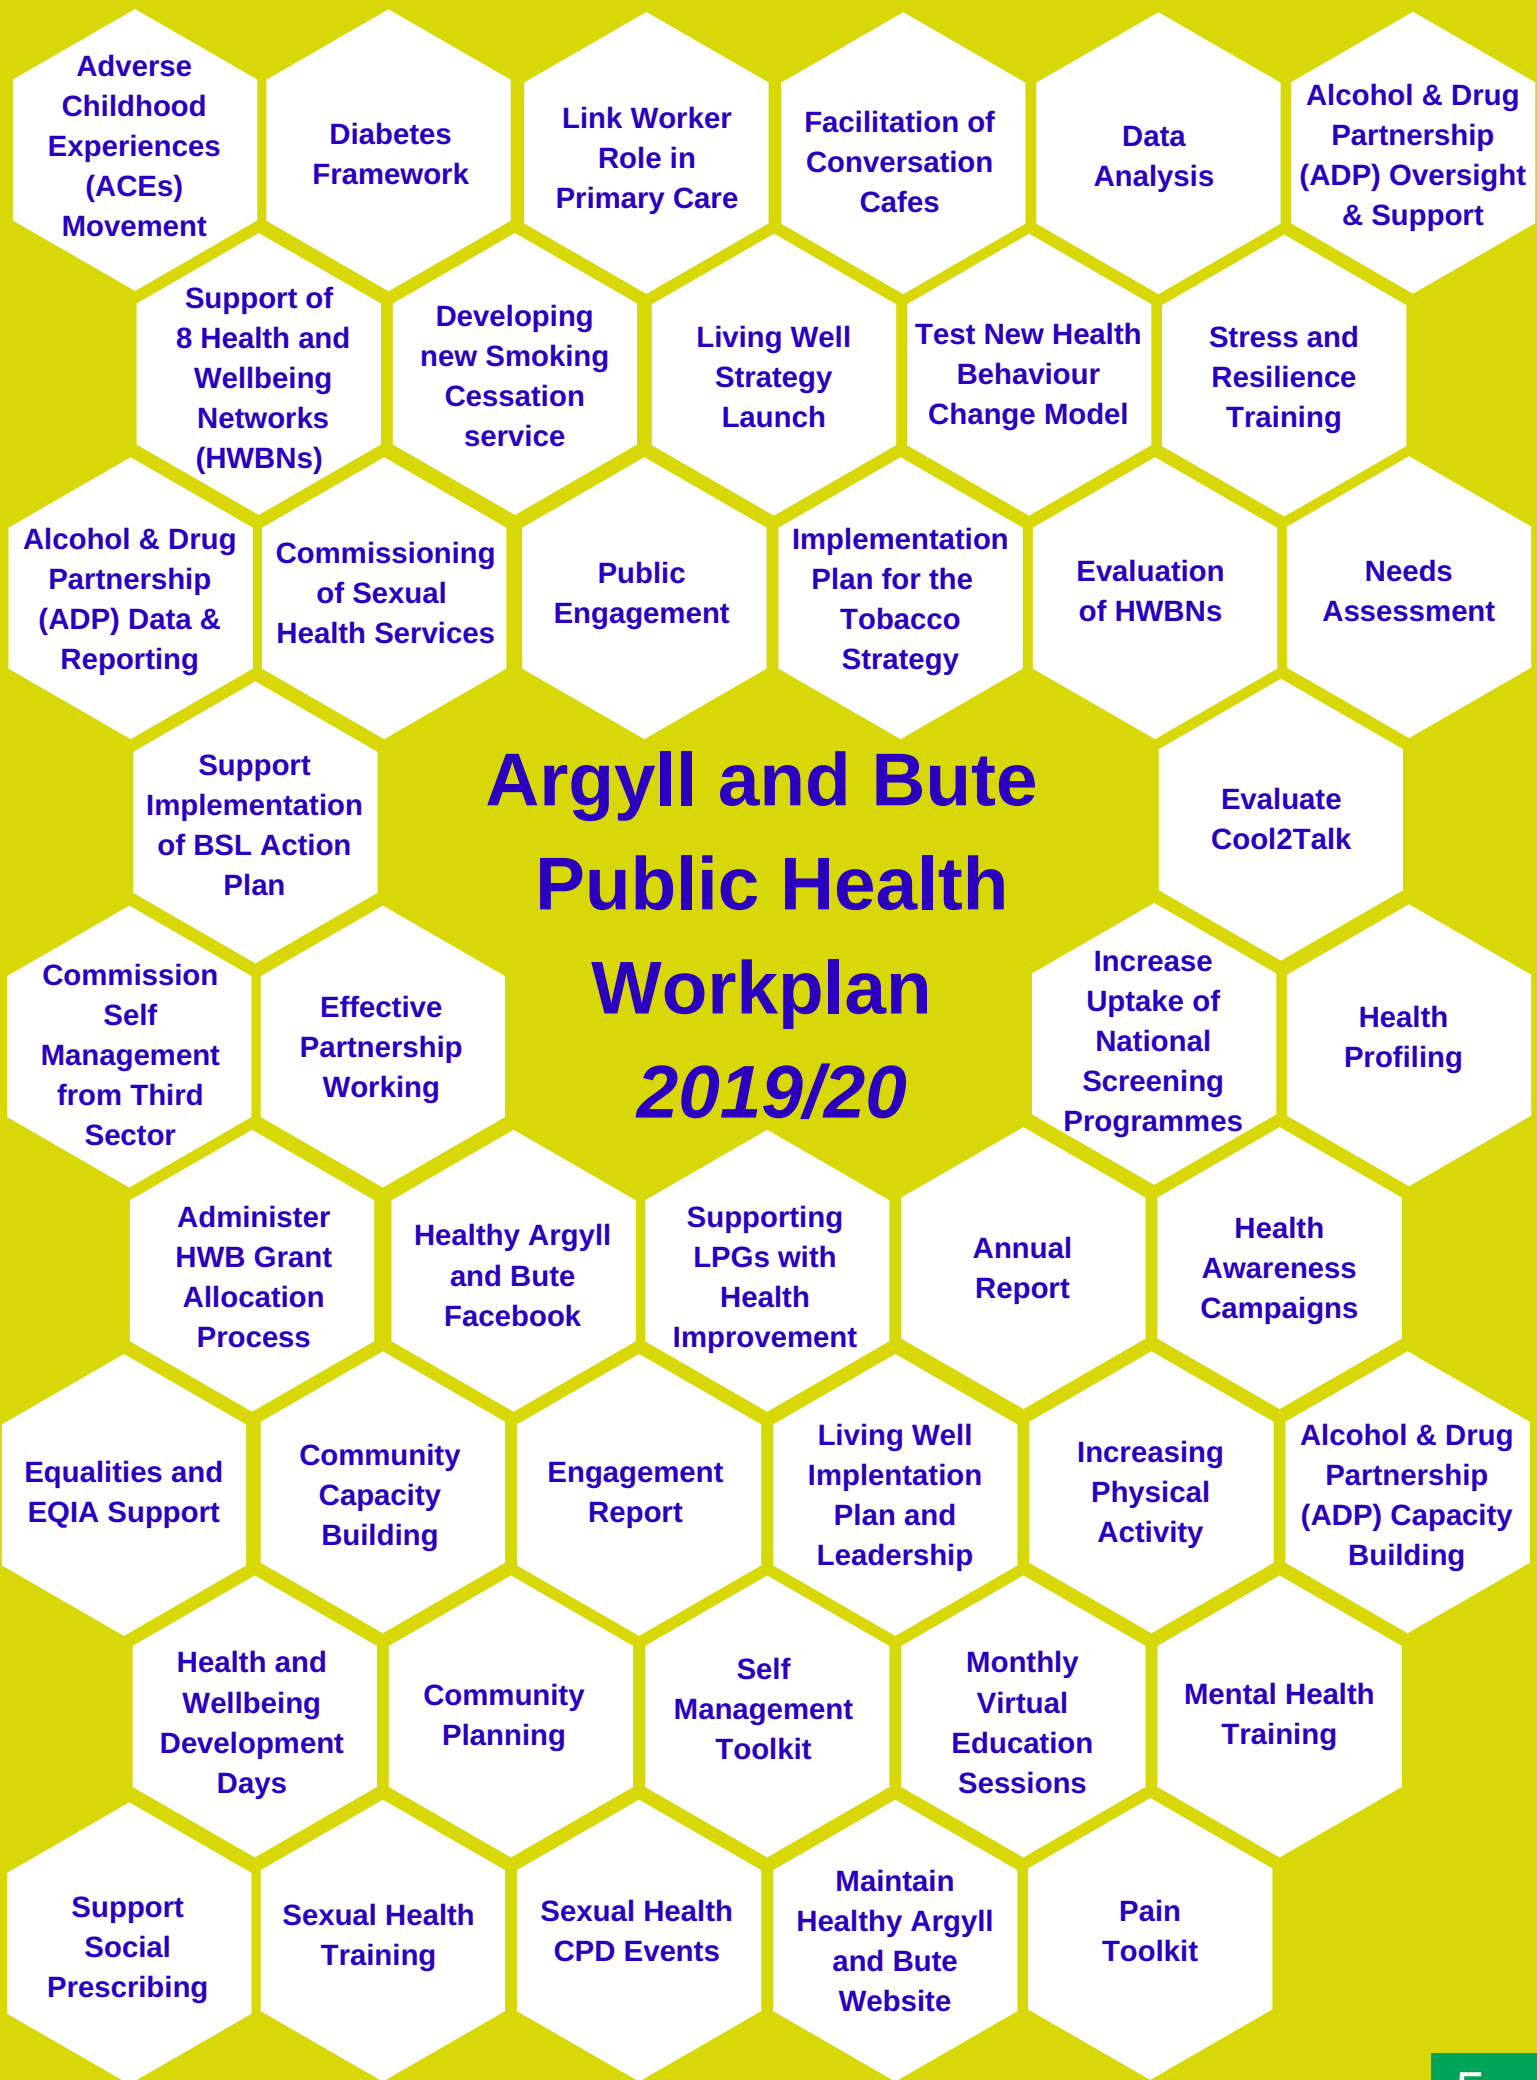 Adverse
Childhood
Experiences
(ACEs)
Movement
Diabetes
Framework
Link Worker
Role in
Primary Care
Facilitation of
Conversation
Cafes
Data
Analysis
Alcohol & Drug
Partnership
(ADP) Oversight
& Support
Support of
8 Health and
Wellbeing
Networks
(HWBNs)
Developing
new Smoking
Cessation
service
Living Well
Strategy
Launch
Test New Health
Behaviour
Change Model
Stress and
Resilience
Training
Alcohol & Drug
Partnership
(ADP) Data &
Reporting
Commissioning
of Sexual
Health Services
Public
Engagement
Implementation
Plan for the
Tobacco
Strategy
Evaluation
of HWBNs
Needs
Assessment
Support
Implementation
of BSL Action
Plan
Argyll and Bute
Public Health
Workplan
2019/20
Evaluate
Cool2Talk
Commission
Self
Management
from Third
Sector
Effective
Partnership
Working
Increase
Uptake of
National
Screening
Programmes
Health
Profiling
Administer
HWB Grant
Allocation
Process
Healthy Argyll
and Bute
Facebook
Supporting
LPGs with
Health
Improvement
Annual
Report
Health
Awareness
Campaigns
Equalities and
EQIA Support
Community
Capacity
Building
Engagement
Report
Living Well
Implentation
Plan and
Leadership
Increasing
Physical
Activity
Alcohol & Drug
Partnership
(ADP) Capacity
Building
Health and
Wellbeing
Development
Days
Community
Planning
Self
Management
Toolkit
Monthly
Virtual
Education
Sessions
Mental Health
Training
Support
Social
Prescribing
Sexual Health
Training
Sexual Health
CPD Events
Maintain
Healthy Argyll
and Bute
Website
Pain
Toolkit